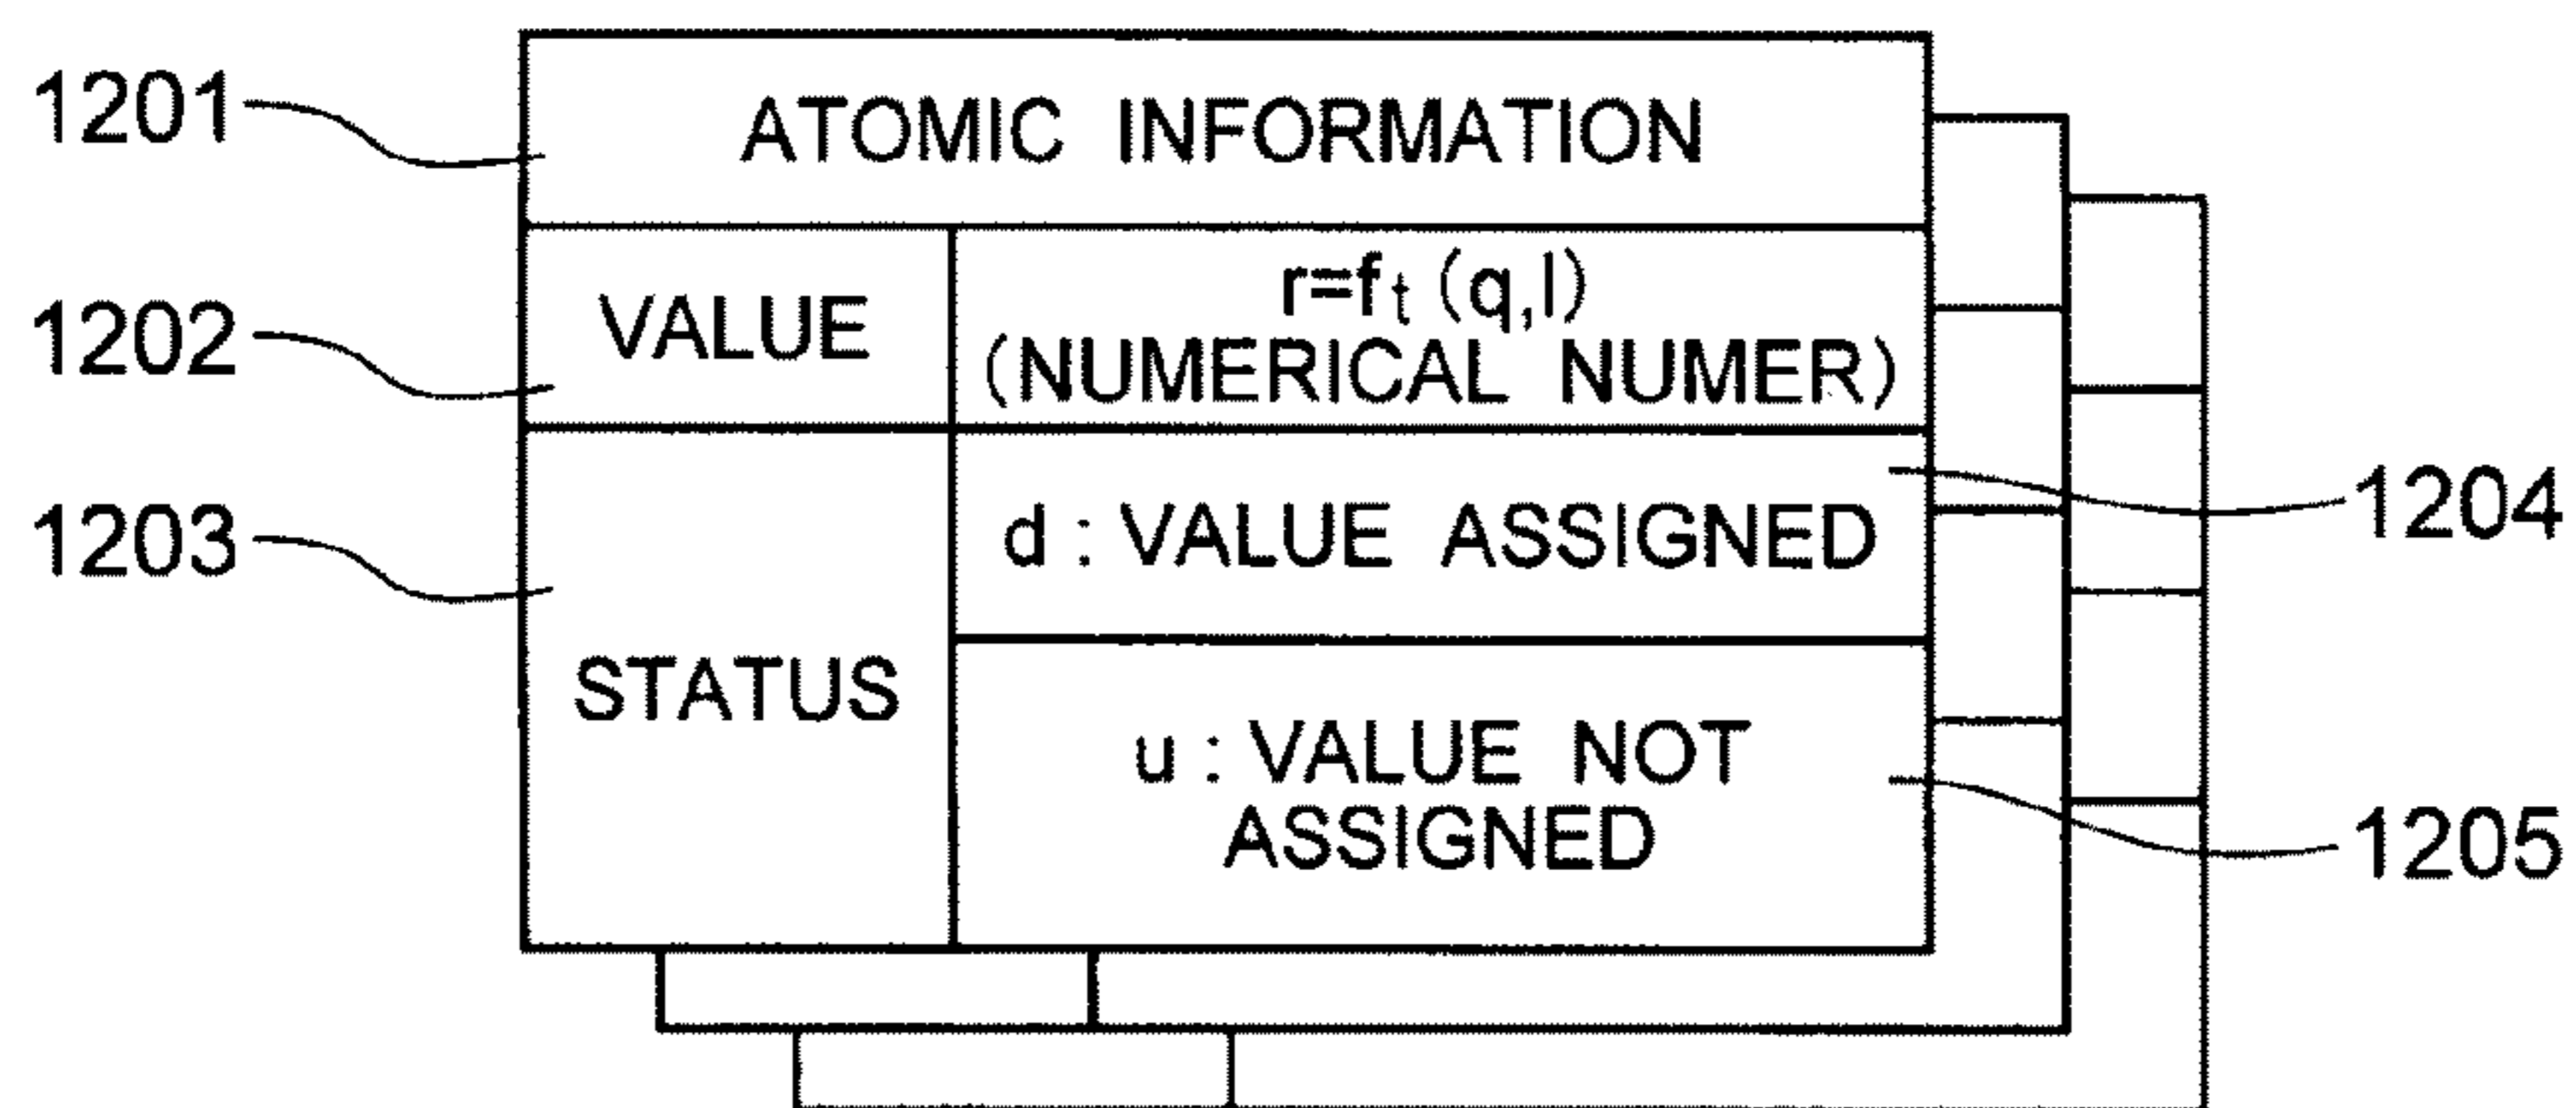 1201
ATOMIC INFORMATION
1202
VALUE
r=ft (q,l)
(NUMERICAL NUMER)
1203
STATUS
d : VALUE ASSIGNED
1204
u : VALUE NOT
ASSIGNED
1205